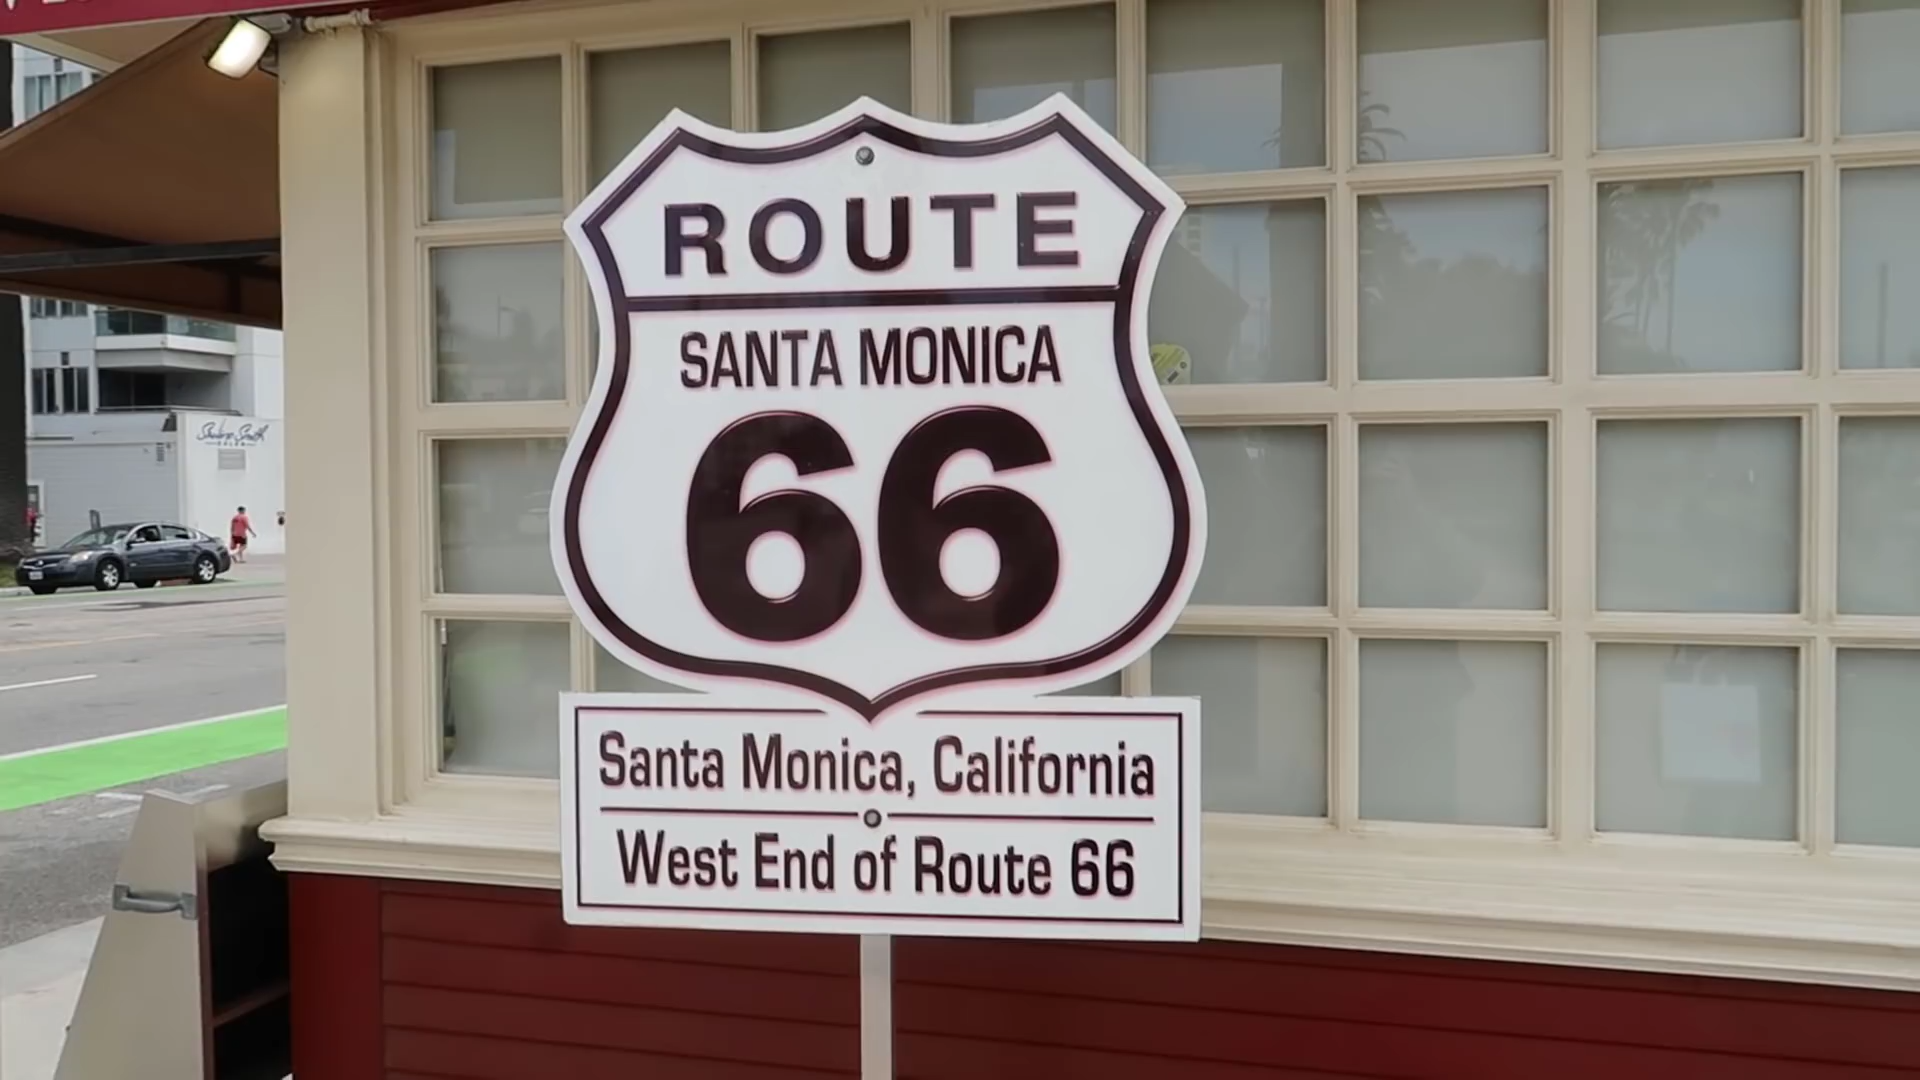 ROUTE
SANTA MONICA
66
Santa Monica, California
West End of Route 66